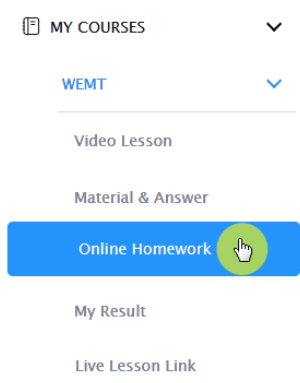 MY COURSES
WEMT
Video Lesson
Material & Answer
Online Homework
My Result
Live Lesson Link